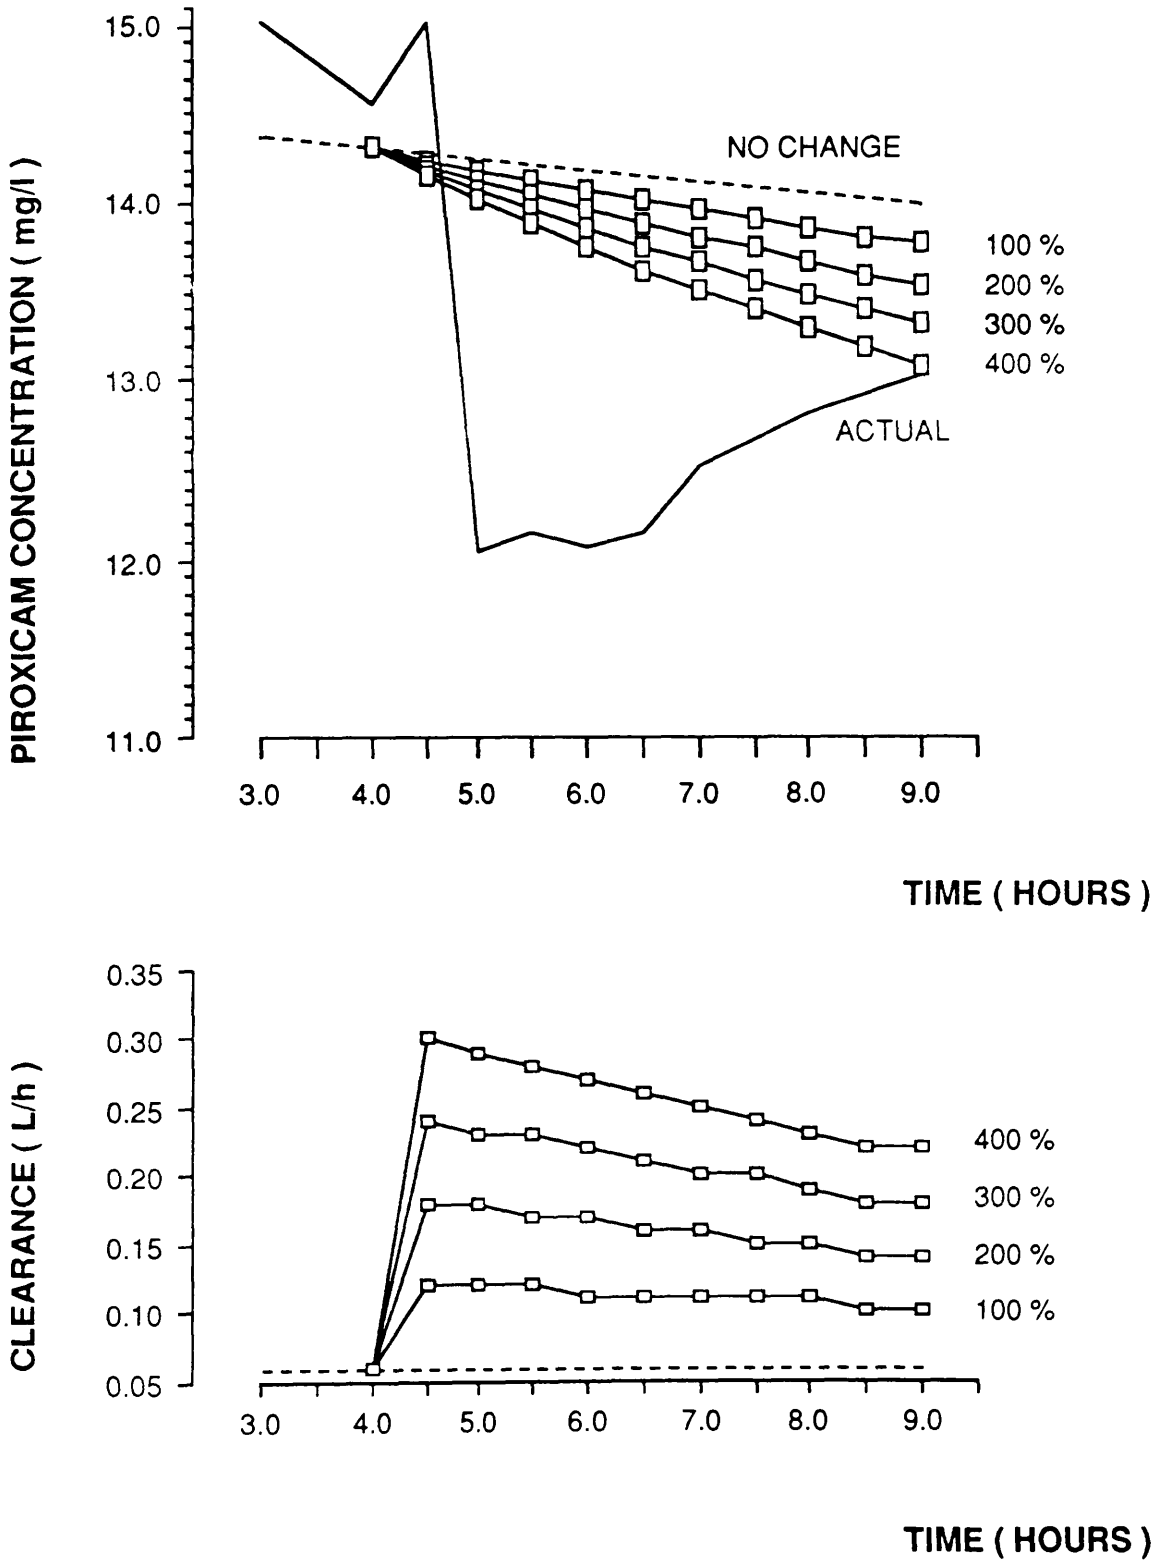 PIROXICAM CONCENTRATION ( mg/l )
15.0
14.0
13.0
12.0
11.0
NO CHANGE
100 %
200 %
300 %
400 %
ACTUAL
3.0 4.0 5.0 6.0 7.0 8.0 9.0
TIME ( HOURS )
CLEARANCE ( L/h )
0.35
0.30
0.25
0.20
0.15
0.10
0.05
400 %
300 %
200 %
100 %
3.0 4.0 5.0 6.0 7.0 8.0 9.0
TIME ( HOURS )